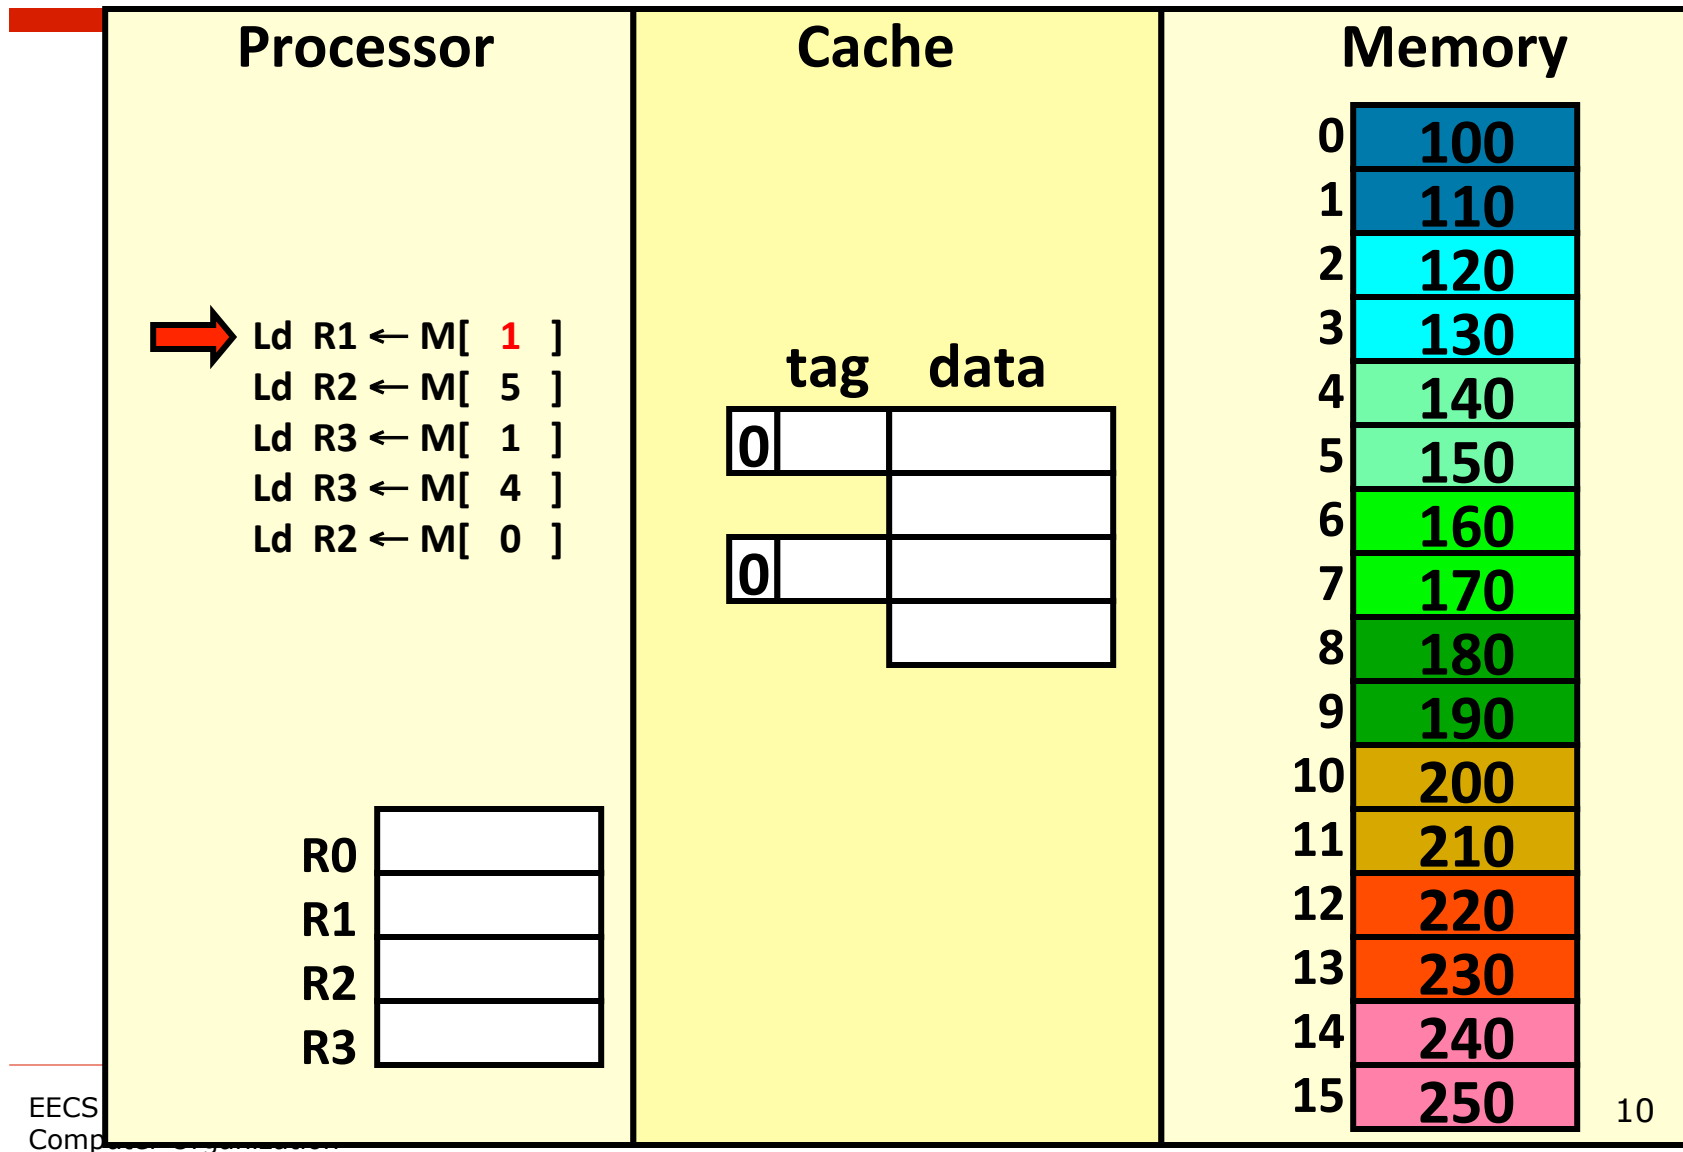 Processor
Cache
Memory
Ld R1 ← M[ 1 ]
Ld R2 ← M[ 5 ]
Ld R3 ← M[ 1 ]
Ld R3 ← M[ 4 ]
Ld R2 ← M[ 0 ]
R0
R1
R2
R3
tag data
0
0
0 100
1 110
2 120
3 130
4 140
5 150
6 160
7 170
8 180
9 190
10 200
11 210
12 220
13 230
14 240
15 250
EECS
Computer Organization
10